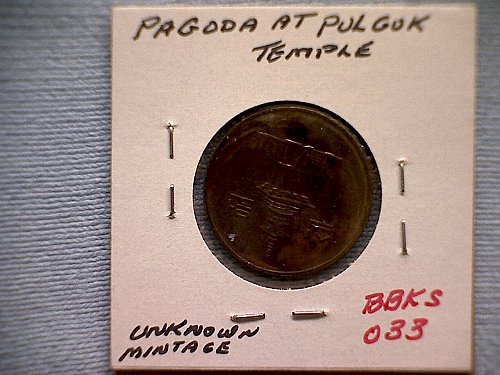 PAGODA AT PULGUK
TEMPLE
UNKNOWN
MINTAGE
BBKS
033